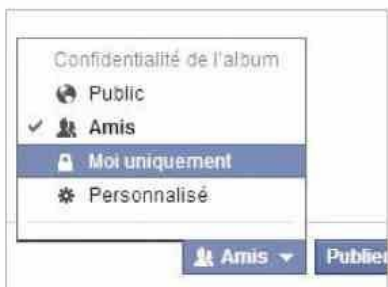 Confidentialité de l'album
Public
Amis
Moi uniquement
Personnalisé
Amis Publier